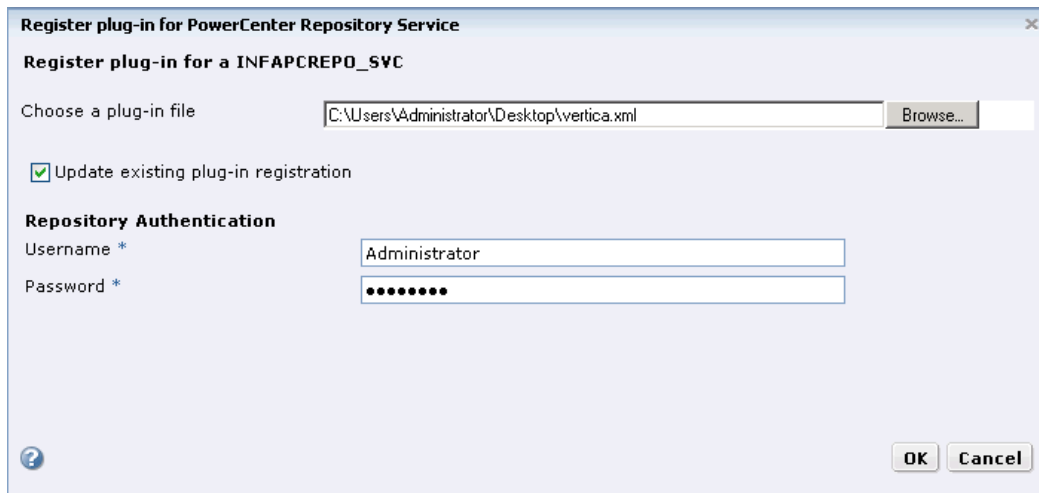 Register plug-in for PowerCenter Repository Service
Register plug-in for a INFAPCREPO_SVC
Choose a plug-in file C:\Users\Administrator\Desktop\vertica.xml Browse...
Update existing plug-in registration
Repository Authentication
Username * Administrator
Password * ●●●●●●●●
OK Cancel